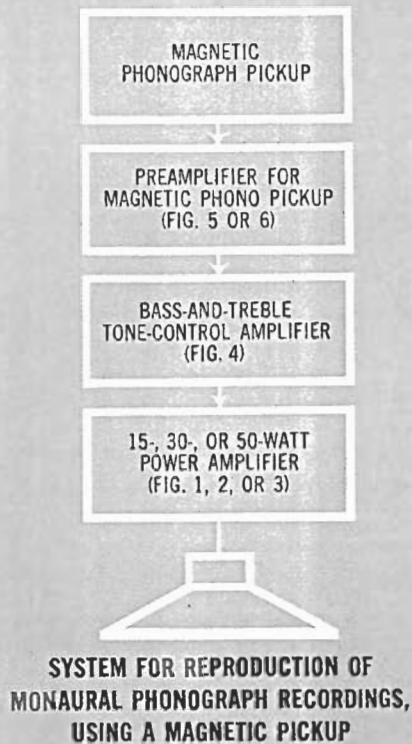 MAGNETIC
PHONOGRAPH PICKUP
PREAMPLIFIER FOR
MAGNETIC PHONO PICKUP
(FIG. 5 OR 6)
BASS-AND-TREBLE
TONE-CONTROL AMPLIFIER
(FIG. 4)
15-, 30-, OR 50-WATT
POWER AMPLIFIER
(FIG. 1, 2, OR 3)
SYSTEM FOR REPRODUCTION OF
MONAURAL PHONOGRAPH RECORDINGS,
USING A MAGNETIC PICKUP